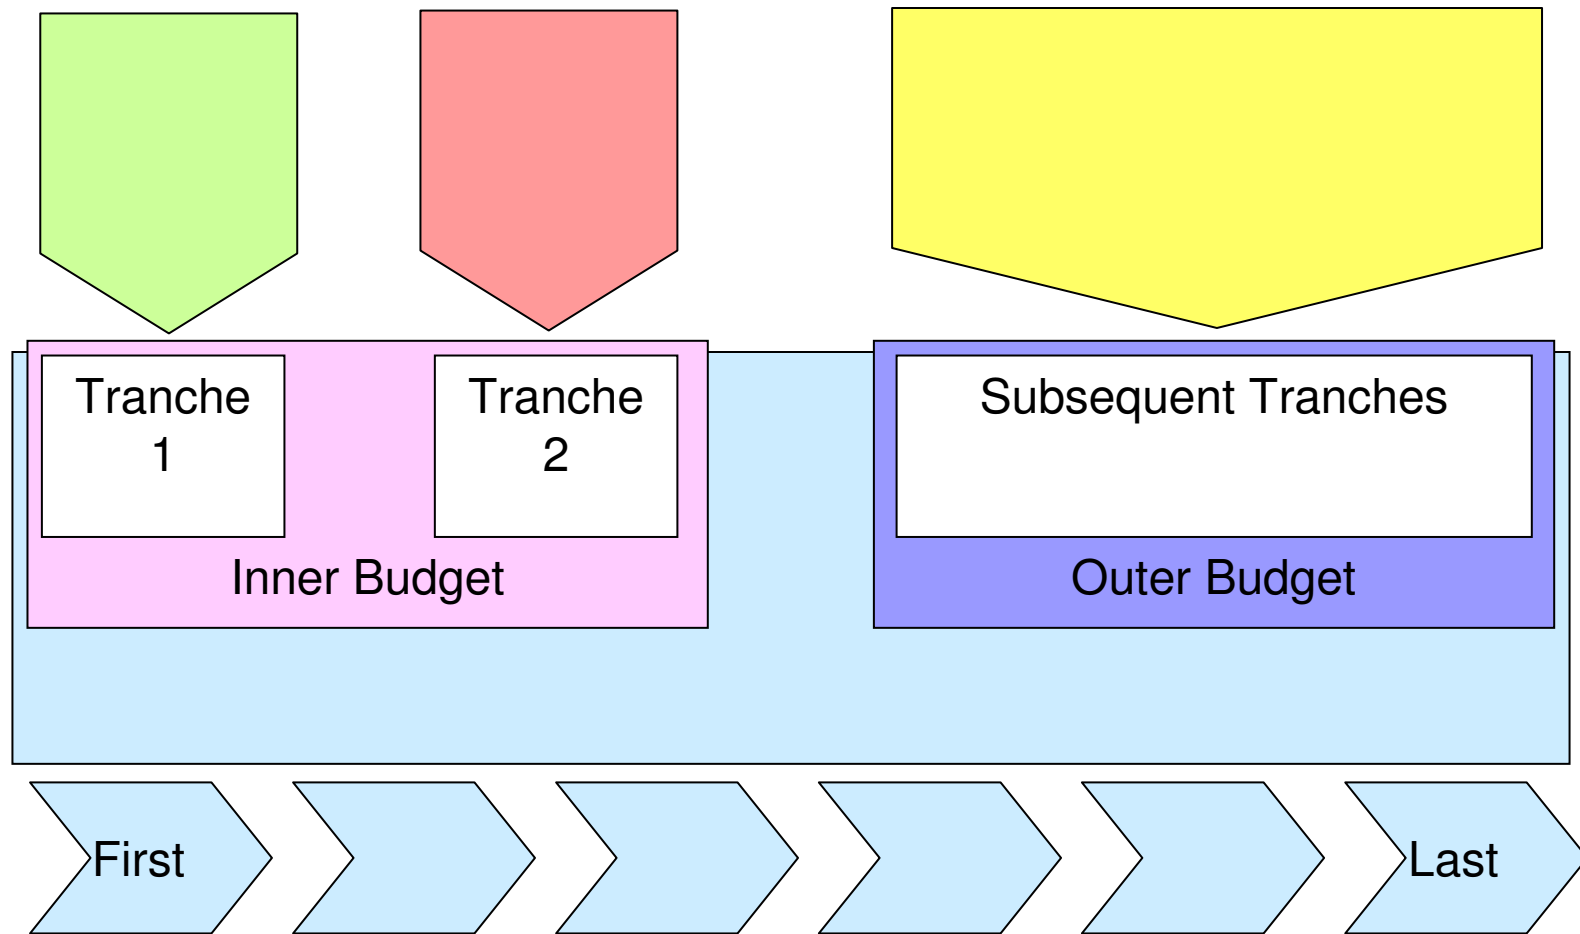 Tranche
1
Tranche
2
Subsequent Tranches
Inner Budget
Outer Budget
First
Last